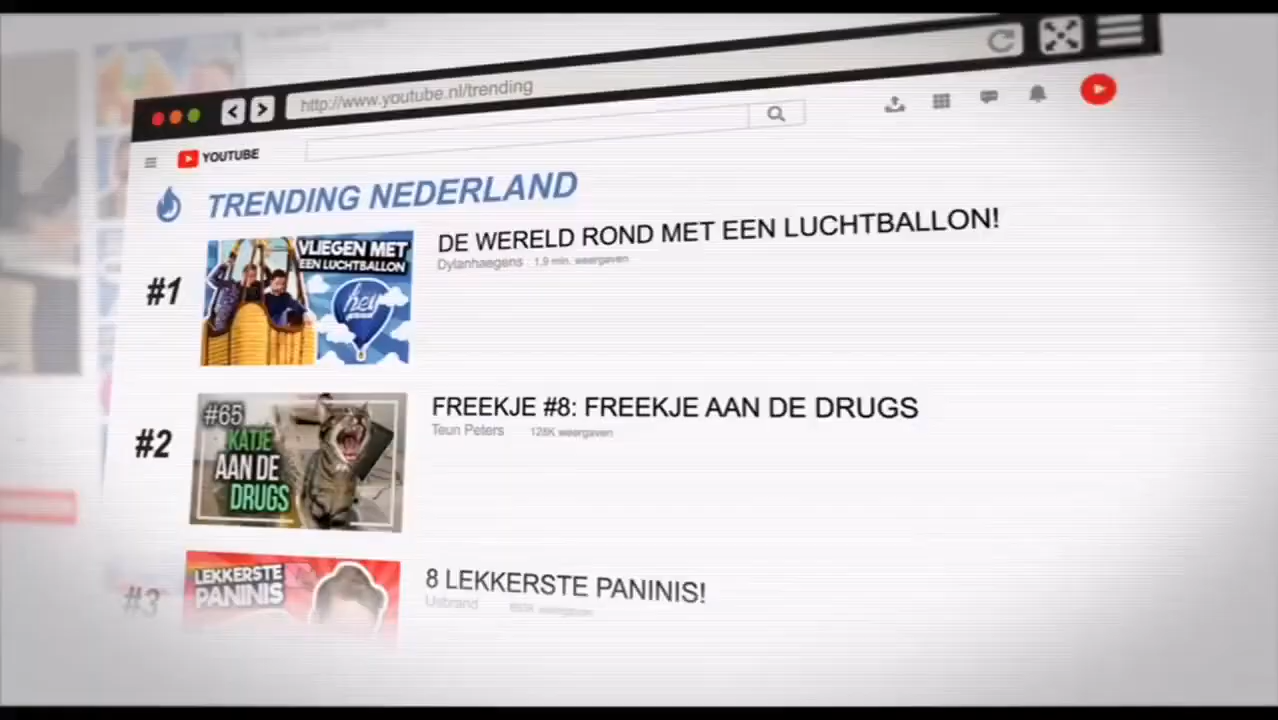 http://www.youtube.nl/trending
YOUTUBE
TRENDING NEDERLAND
#1
VLIEGEN MET
EEN LUCHTBALLON
hey
DE WERELD ROND MET EEN LUCHTBALLON!
Dylanhaegens 1,9 mln. weergaven
#2
#65
KATJE
AAN DE
DRUGS
FREEKJE #8: FREEKJE AAN DE DRUGS
Teun Peters 128K weergaven
#3
LEKKERSTE
PANINIS
8 LEKKERSTE PANINIS!
weergaven